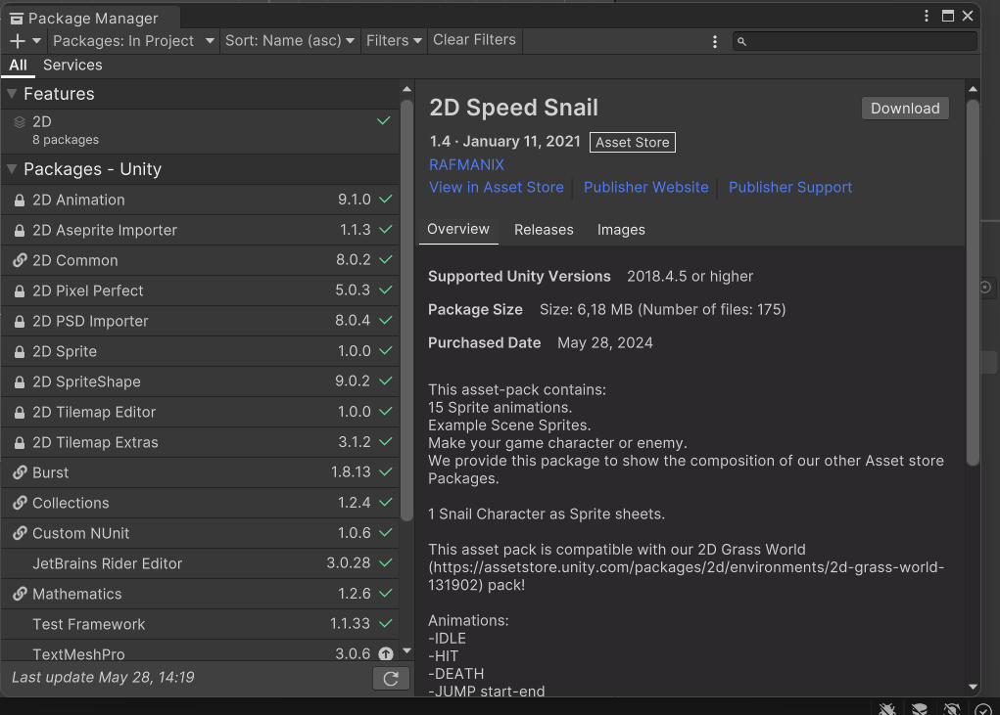 Package Manager
Packages: In Project Sort: Name (asc) Filters Clear Filters
All Services
Features
2D
8 packages
Packages - Unity
2D Animation 9.1.0
2D Aseprite Importer 1.1.3
2D Common 8.0.2
2D Pixel Perfect 5.0.3
2D PSD Importer 8.0.4
2D Sprite 1.0.0
2D SpriteShape 9.0.2
2D Tilemap Editor 1.0.0
2D Tilemap Extras 3.1.2
Burst 1.8.13
Collections 1.2.4
Custom NUnit 1.0.6
JetBrains Rider Editor 3.0.28
Mathematics 1.2.6
Test Framework 1.1.33
TextMeshPro 3.0.6
Last update May 28, 14:19
2D Speed Snail
Download
1.4 · January 11, 2021 Asset Store
RAFMANIX
View in Asset Store Publisher Website Publisher Support
Overview Releases Images
Supported Unity Versions 2018.4.5 or higher
Package Size Size: 6,18 MB (Number of files: 175)
Purchased Date May 28, 2024
This asset-pack contains:
15 Sprite animations.
Example Scene Sprites.
Make your game character or enemy.
We provide this package to show the composition of our other Asset store
Packages.
1 Snail Character as Sprite sheets.
This asset pack is compatible with our 2D Grass World
(https://assetstore.unity.com/packages/2d/environments/2d-grass-world-
131902) pack!
Animations:
-IDLE
-HIT
-DEATH
-JUMP start-end